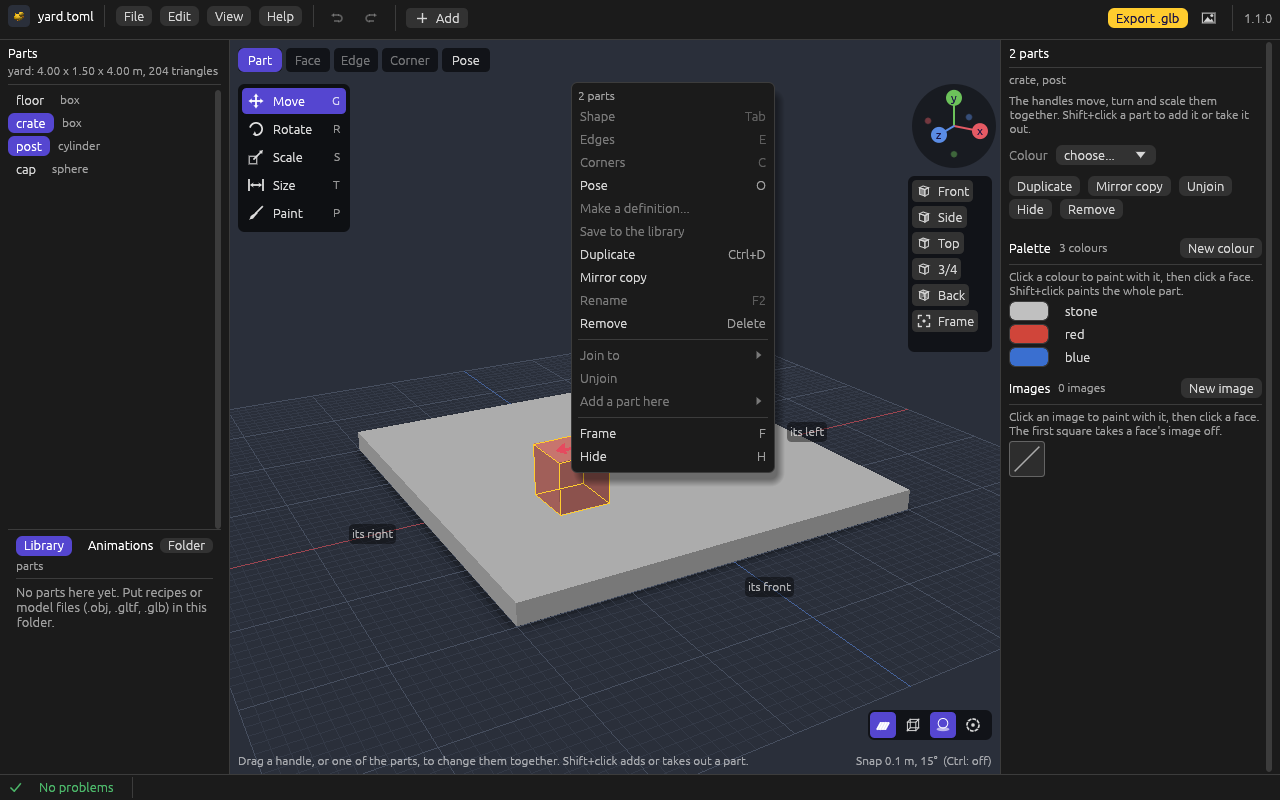 yard.toml File Edit View Help + Add Export .glb 1.1.0
Parts
yard: 4.00 x 1.50 x 4.00 m, 204 triangles
floor box
crate box
post cylinder
cap sphere
Library Animations Folder
parts
No parts here yet. Put recipes or
model files (.obj, .gltf, .glb) in this
folder.
Part Face Edge Corner Pose
Move G
Rotate R
Scale S
Size T
Paint P
2 parts
Shape Tab
Edges E
Corners C
Pose O
Make a definition...
Save to the library
Duplicate Ctrl+D
Mirror copy
Rename F2
Remove Delete
Join to
Unjoin
Add a part here
Frame F
Hide H
y
x
z
Front
Side
Top
3/4
Back
Frame
its left
its right
its front
Drag a handle, or one of the parts, to change them together. Shift+click adds or takes out a part.
Snap 0.1 m, 15° (Ctrl: off)
2 parts
crate, post
The handles move, turn and scale them
together. Shift+click a part to add it or take it
out.
Colour choose...
Duplicate Mirror copy Unjoin
Hide Remove
Palette 3 colours New colour
Click a colour to paint with it, then click a face.
Shift+click paints the whole part.
stone
red
blue
Images 0 images New image
Click an image to paint with it, then click a face.
The first square takes a face's image off.
No problems